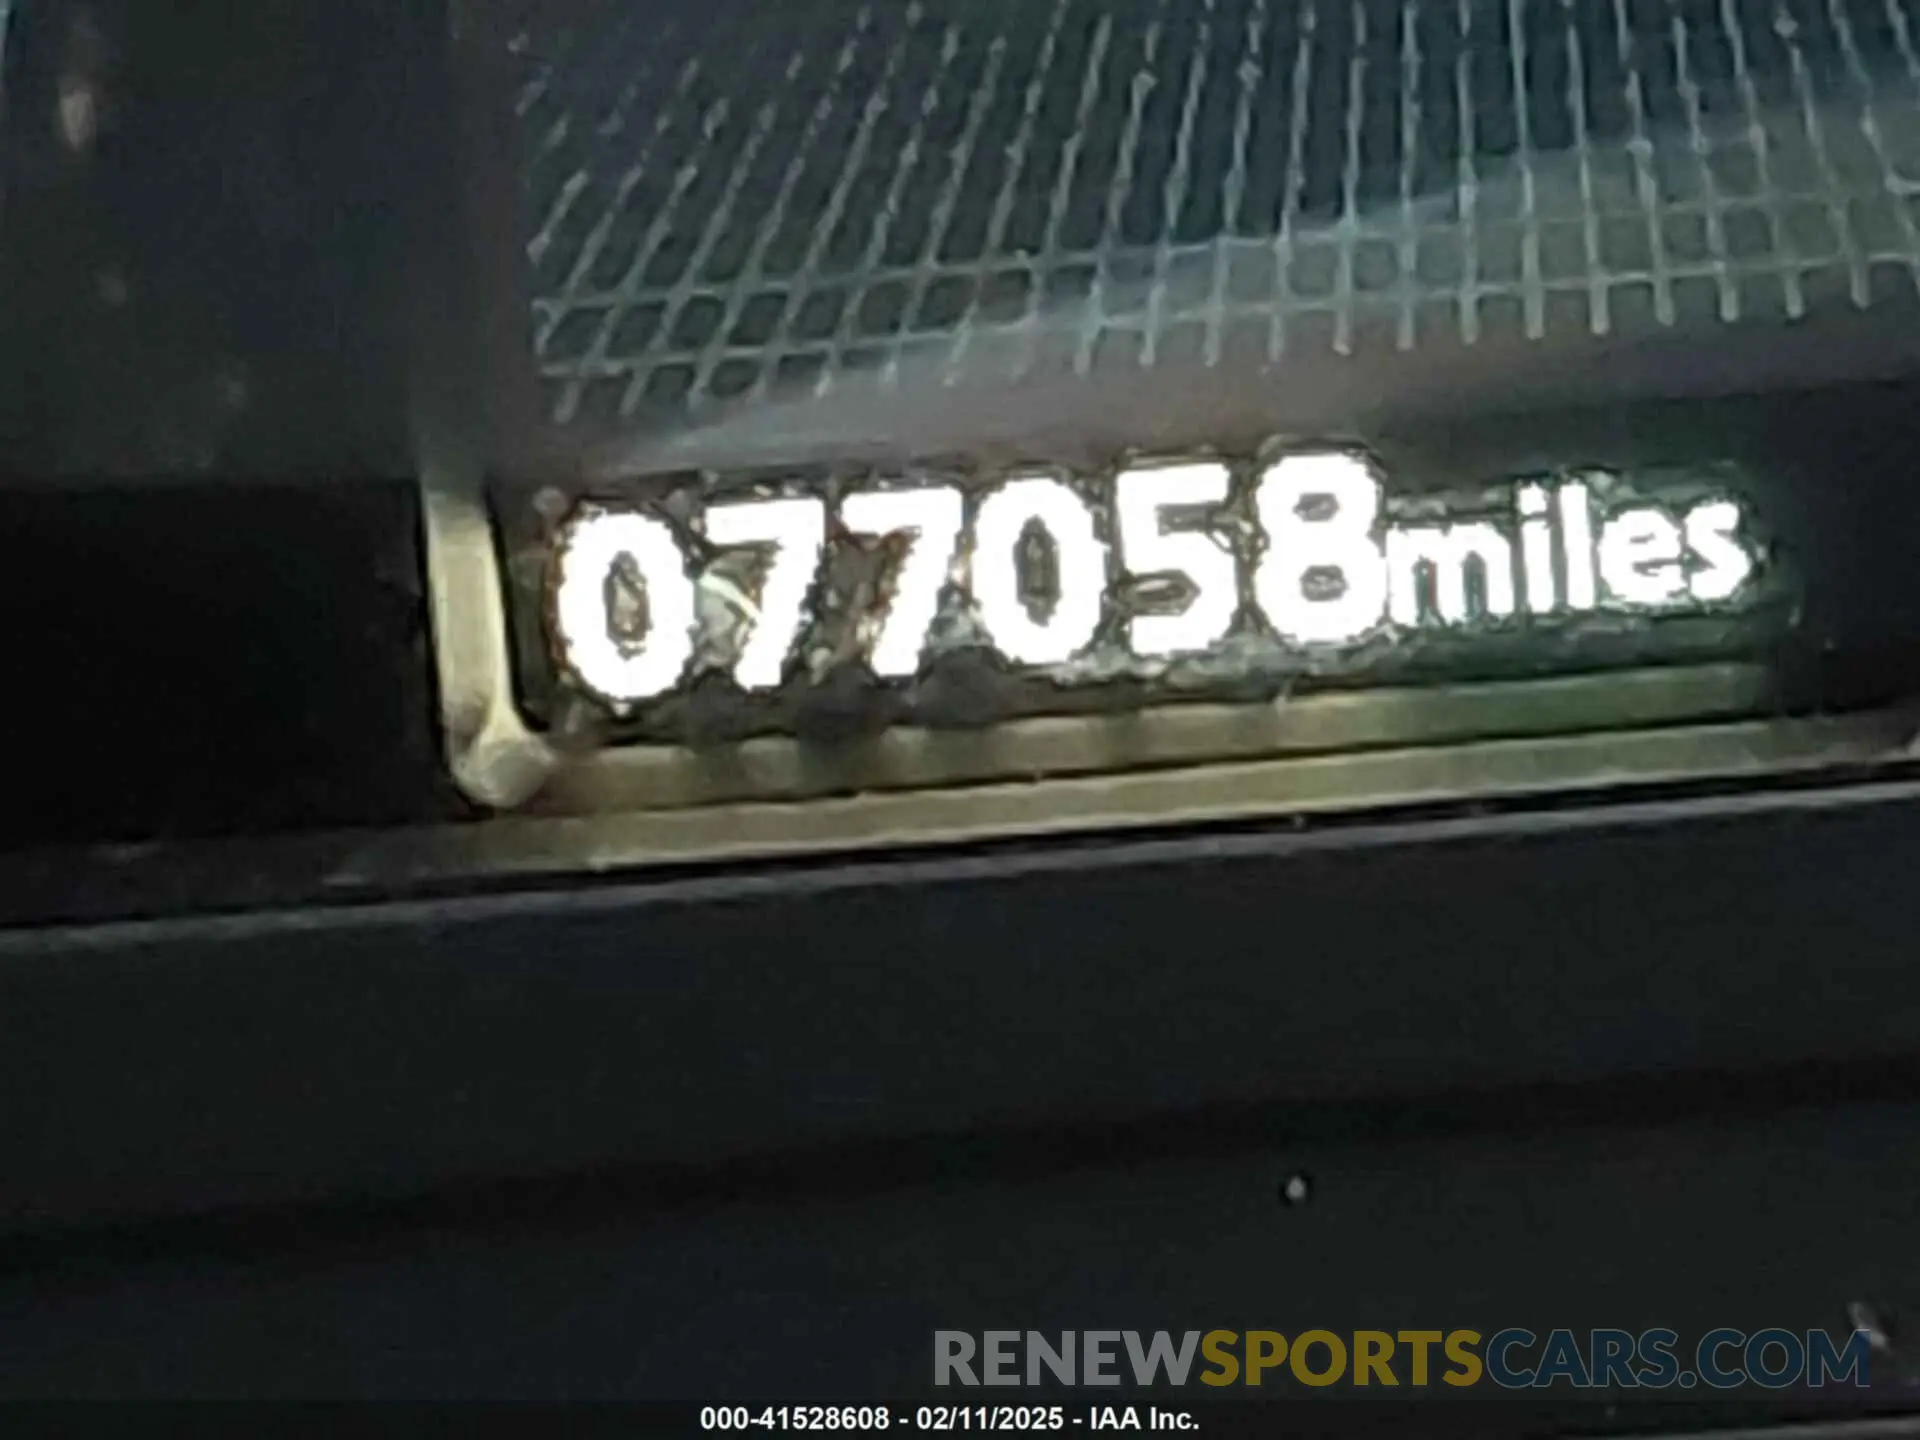 077058miles
RENEWSPORTSCARS.COM
000-41528608 - 02/11/2025 - IAA Inc.